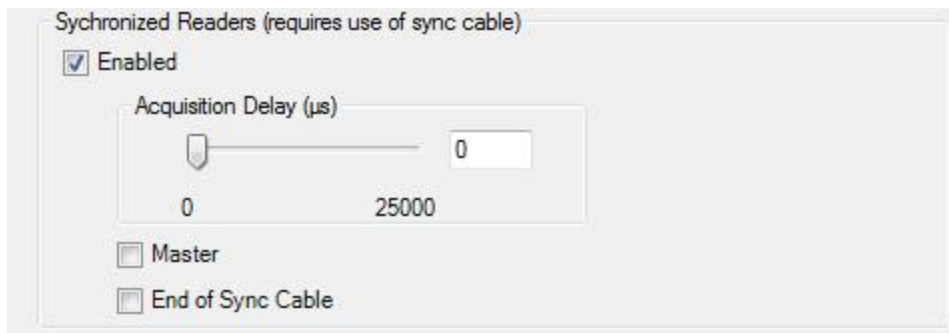 Sychronized Readers (requires use of sync cable)
Enabled
Acquisition Delay (µs)
0
0 25000
Master
End of Sync Cable